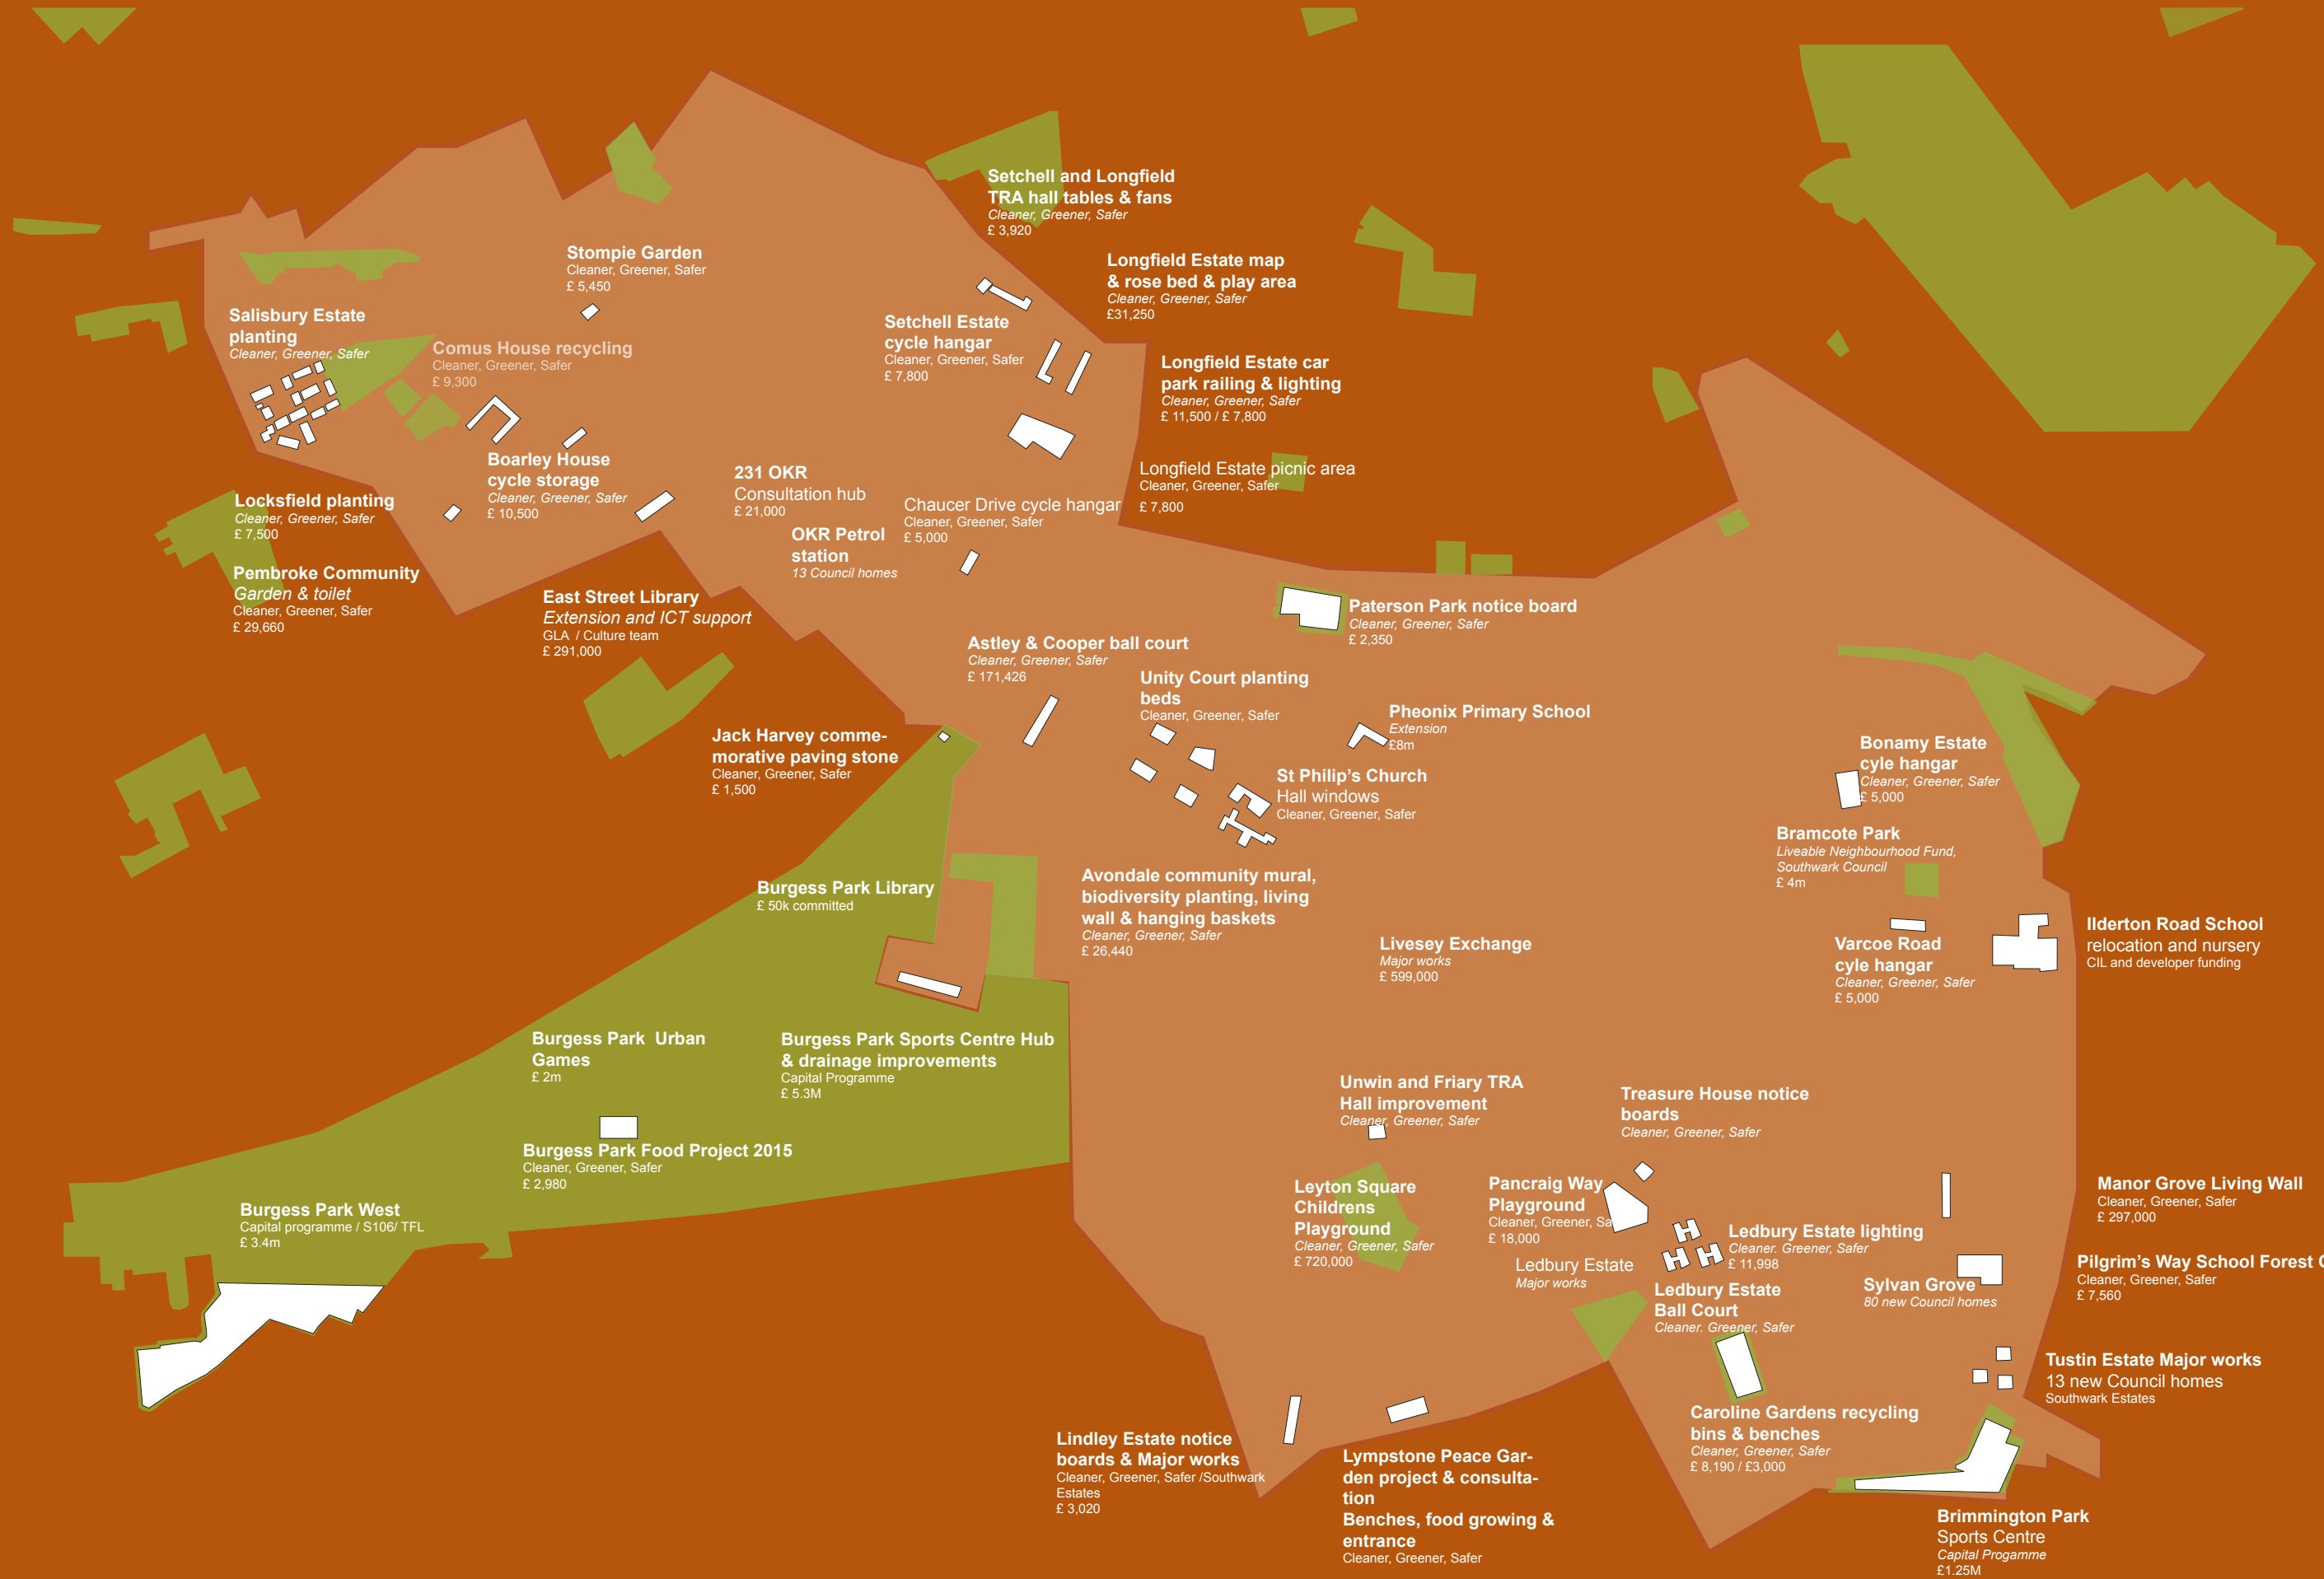 Setchell and Longfield
TRA hall tables & fans
Cleaner, Greener, Safer
£ 3,920
Stompie Garden
Cleaner, Greener, Safer
£ 5,450
Longfield Estate map
& rose bed & play area
Cleaner, Greener, Safer
£31,250
Salisbury Estate
planting
Cleaner, Greener, Safer
Comus House recycling
Cleaner, Greener, Safer
£ 9,300
Setchell Estate
cycle hangar
Cleaner, Greener, Safer
£ 7,800
Longfield Estate car
park railing & lighting
Cleaner, Greener, Safer
£ 11,500 / £ 7,800
Boarley House
cycle storage
Cleaner, Greener, Safer
£ 10,500
231 OKR
Consultation hub
£ 21,000
Longfield Estate picnic area
Cleaner, Greener, Safer
£ 7,800
Locksfield planting
Cleaner, Greener, Safer
£ 7,500
Chaucer Drive cycle hangar
Cleaner, Greener, Safer
£ 5,000
OKR Petrol
station
13 Council homes
Pembroke Community
Garden & toilet
Cleaner, Greener, Safer
£ 29,660
East Street Library
Extension and ICT support
GLA / Culture team
£ 291,000
Paterson Park notice board
Cleaner, Greener, Safer
£ 2,350
Astley & Cooper ball court
Cleaner, Greener, Safer
£ 171,426
Unity Court planting
beds
Cleaner, Greener, Safer
Pheonix Primary School
Extension
£8m
Jack Harvey comme-
morative paving stone
Cleaner, Greener, Safer
£ 1,500
Bonamy Estate
cyle hangar
Cleaner, Greener, Safer
£ 5,000
St Philip's Church
Hall windows
Cleaner, Greener, Safer
Bramcote Park
Liveable Neighbourhood Fund,
Southwark Council
£ 4m
Burgess Park Library
£ 50k committed
Avondale community mural,
biodiversity planting, living
wall & hanging baskets
Cleaner, Greener, Safer
£ 26,440
Livesey Exchange
Major works
£ 599,000
Varcoe Road
cyle hangar
Cleaner, Greener, Safer
£ 5,000
Ilderton Road School
relocation and nursery
CIL and developer funding
Burgess Park Urban
Games
£ 2m
Burgess Park Sports Centre Hub
& drainage improvements
Capital Programme
£ 5.3M
Unwin and Friary TRA
Hall improvement
Cleaner, Greener, Safer
Treasure House notice
boards
Cleaner, Greener, Safer
Burgess Park Food Project 2015
Cleaner, Greener, Safer
£ 2,980
Leyton Square
Childrens
Playground
Cleaner, Greener, Safer
£ 720,000
Pancraig Way
Playground
Cleaner, Greener, Sa
£ 18,000
Manor Grove Living Wall
Cleaner, Greener, Safer
£ 297,000
Burgess Park West
Capital programme / S106/ TFL
£ 3.4m
Ledbury Estate lighting
Cleaner. Greener, Safer
£ 11,998
Ledbury Estate
Major works
Pilgrim's Way School Forest
Cleaner, Greener, Safer
£ 7,560
Sylvan Grove
80 new Council homes
Ledbury Estate
Ball Court
Cleaner. Greener, Safer
Tustin Estate Major works
13 new Council homes
Southwark Estates
Caroline Gardens recycling
bins & benches
Cleaner, Greener, Safer
£ 8,190 / £3,000
Lindley Estate notice
boards & Major works
Cleaner, Greener, Safer /Southwark
Estates
£ 3,020
Lympstone Peace Gar-
den project & consulta-
tion
Benches, food growing &
entrance
Cleaner, Greener, Safer
Brimmington Park
Sports Centre
Capital Progamme
£1.25M